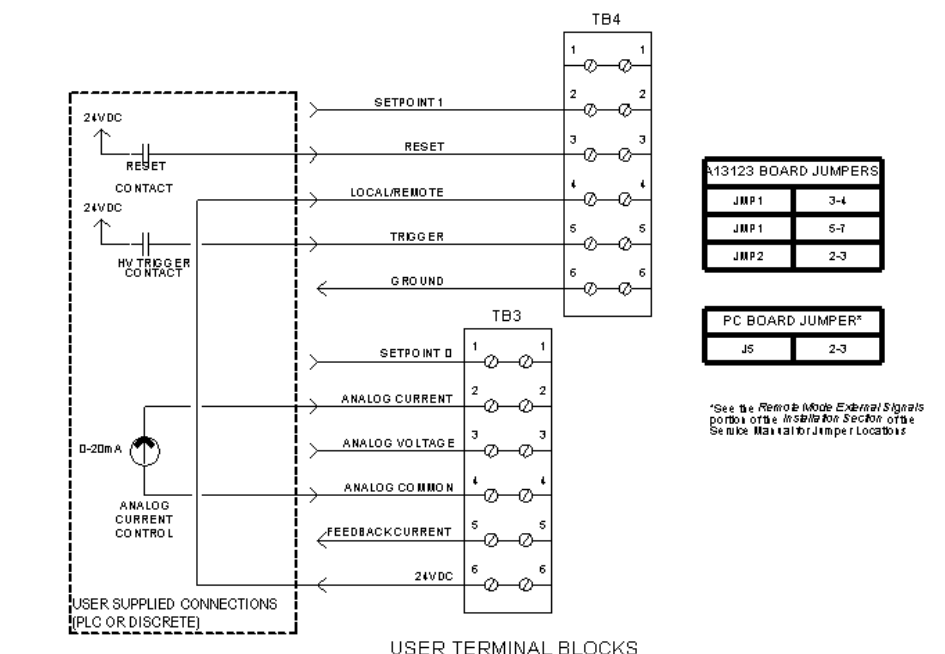 TB4
1 1
SETPOINT 1 2 2
24VDC
RESET 3 3
RESET
CONTACT
LOCAL/REMOTE 4 4
24VDC
TRIGGER 5 5
HV TRIGGER
CONTACT
GROUND 6 6
A13123 BOARD JUMPERS
JMP1 3-4
JMP1 5-7
JMP2 2-3
PC BOARD JUMPER*
J5 2-3
*See the Remote Mode External Signals
portion of the Installation Section of the
Service Manual for Jumper Locations
TB3
SETPOINT 0 1 1
ANALOG CURRENT 2 2
ANALOG VOLTAGE 3 3
0-20mA
ANALOG COMMON 4 4
ANALOG
CURRENT
CONTROL
FEEDBACK CURRENT 5 5
24VDC 6 6
USER SUPPLIED CONNECTIONS
(PLC OR DISCRETE)
USER TERMINAL BLOCKS